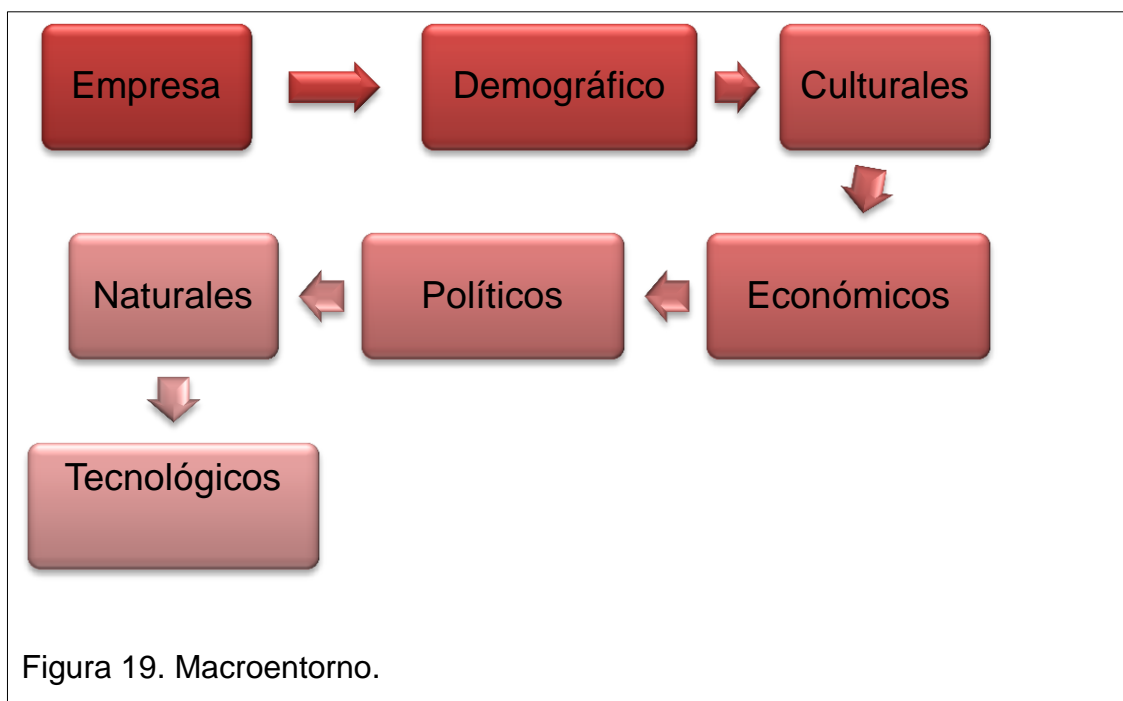 Empresa
Demográfico
Culturales
Económicos
Políticos
Naturales
Tecnológicos
Figura 19. Macroentorno.